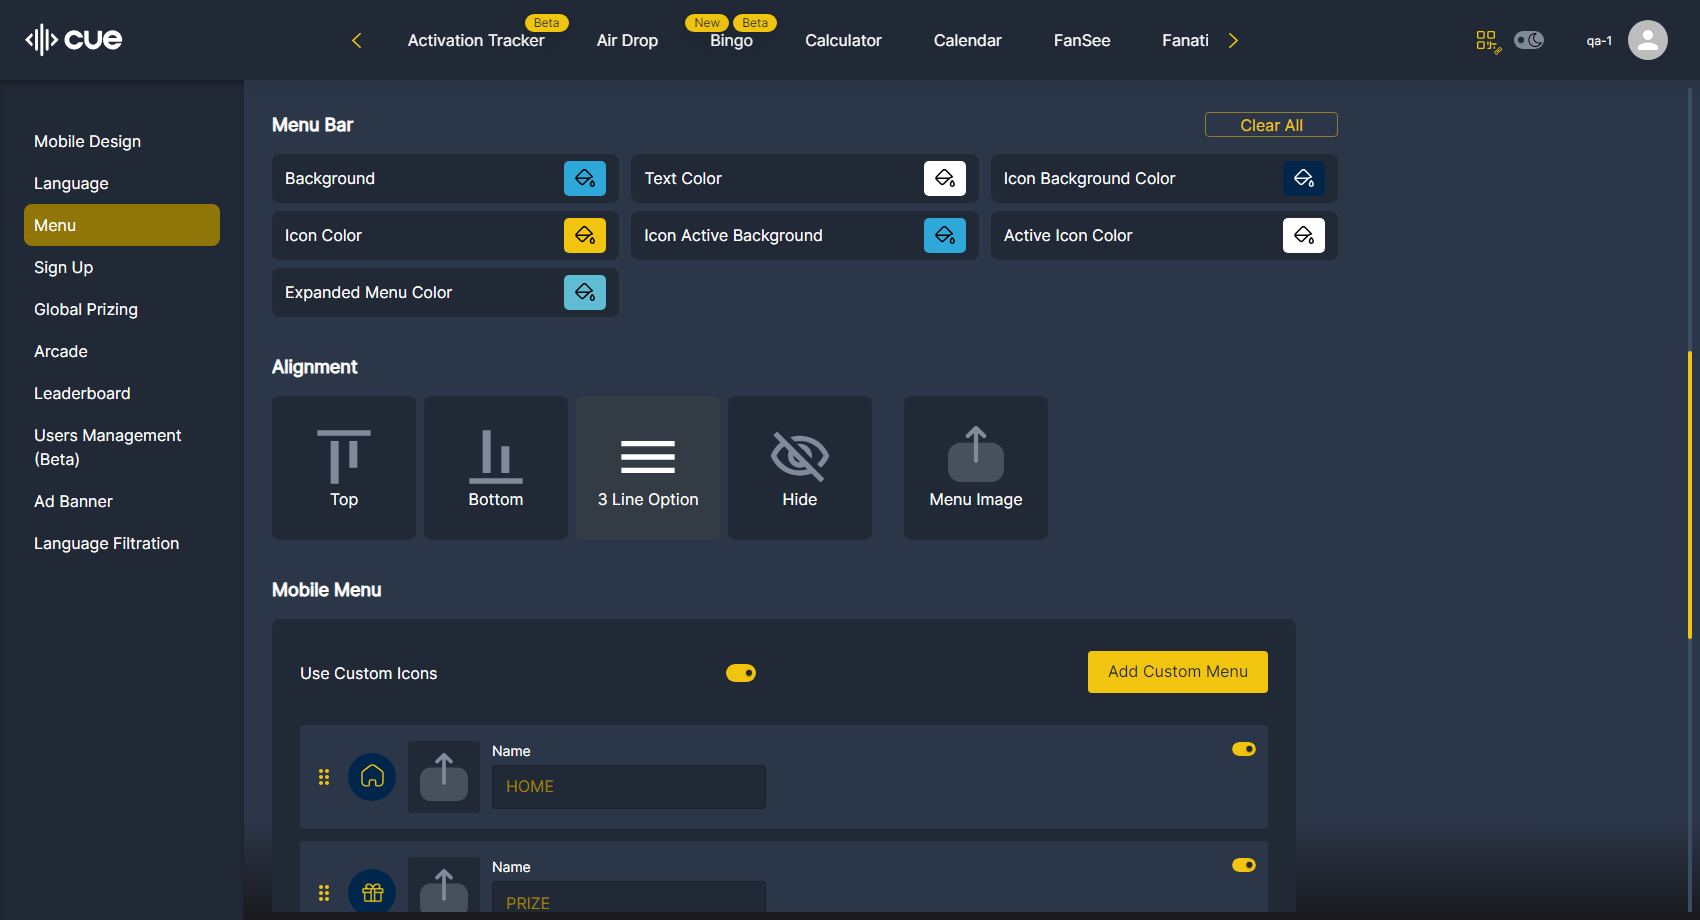 cue
Activation Tracker
Beta
Air Drop
New
Beta
Bingo
Calculator
Calendar
FanSee
Fanati
qa-1
Mobile Design
Language
Menu
Sign Up
Global Prizing
Arcade
Leaderboard
Users Management
(Beta)
Ad Banner
Language Filtration
Menu Bar
Clear All
Background
Text Color
Icon Background Color
Icon Color
Icon Active Background
Active Icon Color
Expanded Menu Color
Alignment
Top
Bottom
3 Line Option
Hide
Menu Image
Mobile Menu
Use Custom Icons
Add Custom Menu
Name
HOME
Name
PRIZE